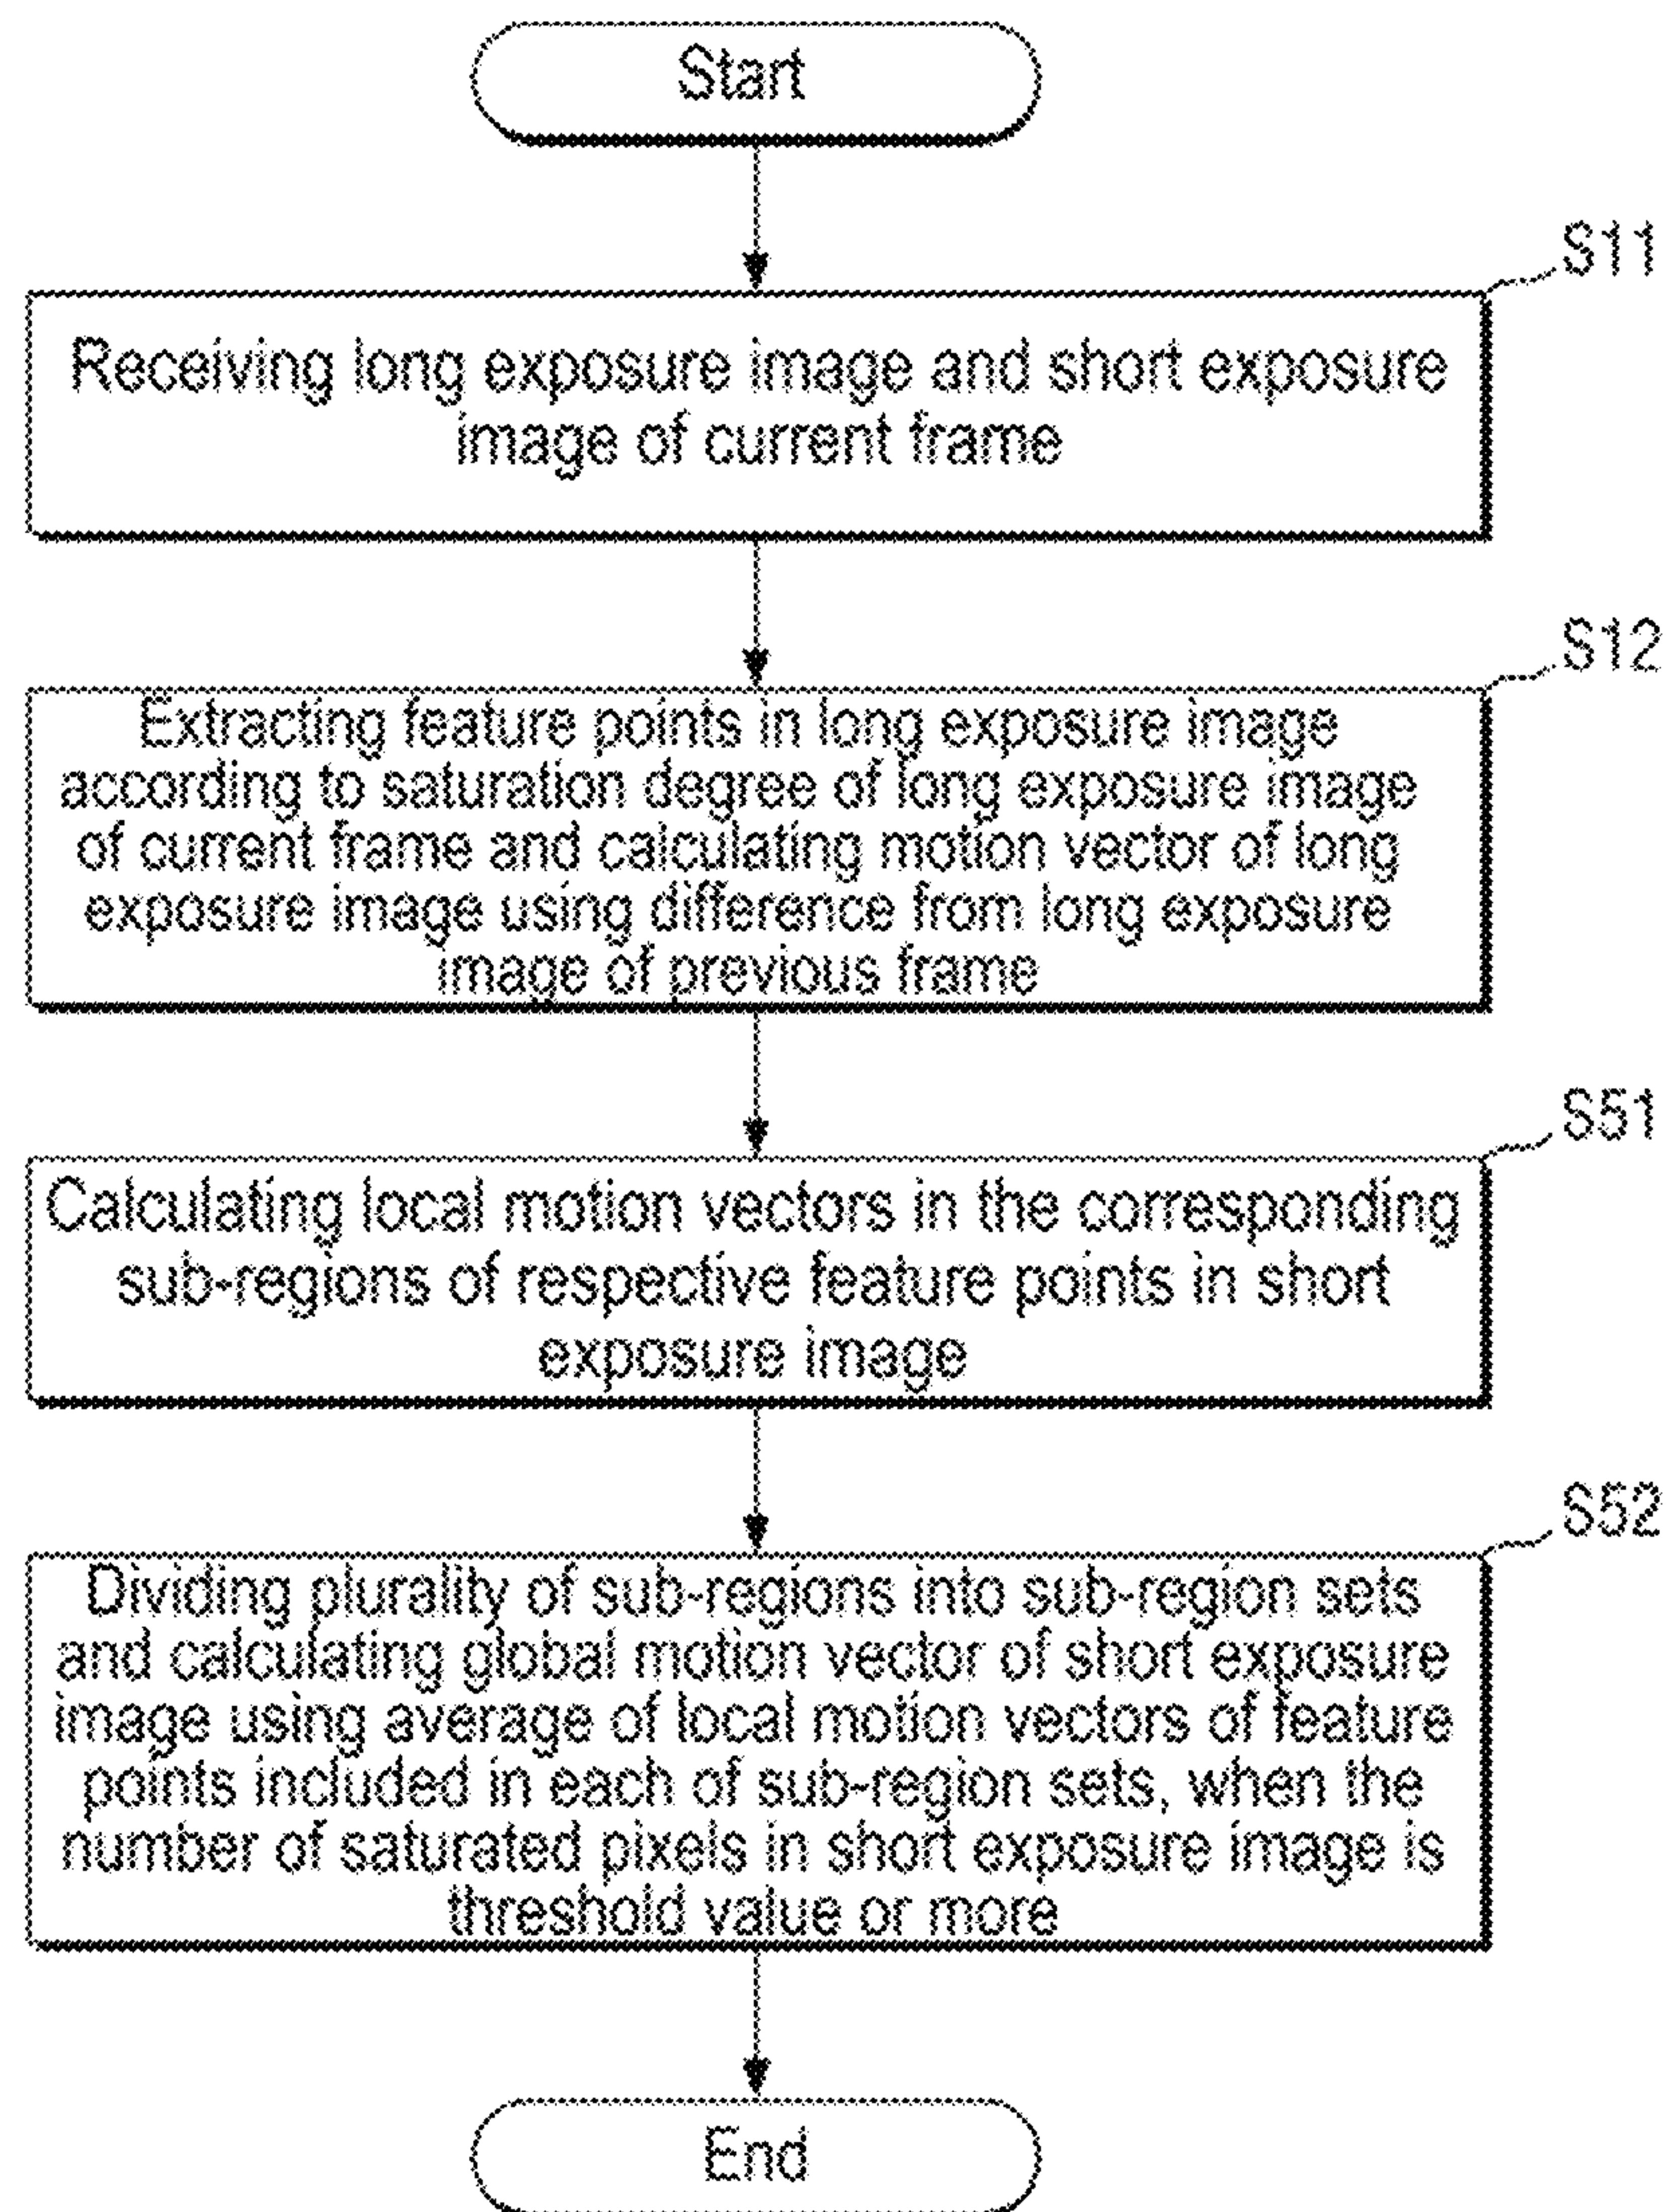 Start
S11
Receiving long exposure image and short exposure
image of current frame
S12
Extracting feature points in long exposure image
according to saturation degree of long exposure image
of current frame and calculating motion vector of long
exposure image using difference from long exposure
image of previous frame
S51
Calculating local motion vectors in the corresponding
sub-regions of respective feature points in short
exposure image
S52
Dividing plurality of sub-regions into sub-region sets
and calculating global motion vector of short exposure
image using average of local motion vectors of feature
points included in each of sub-region sets, when the
number of saturated pixels in short exposure image is
threshold value or more
End